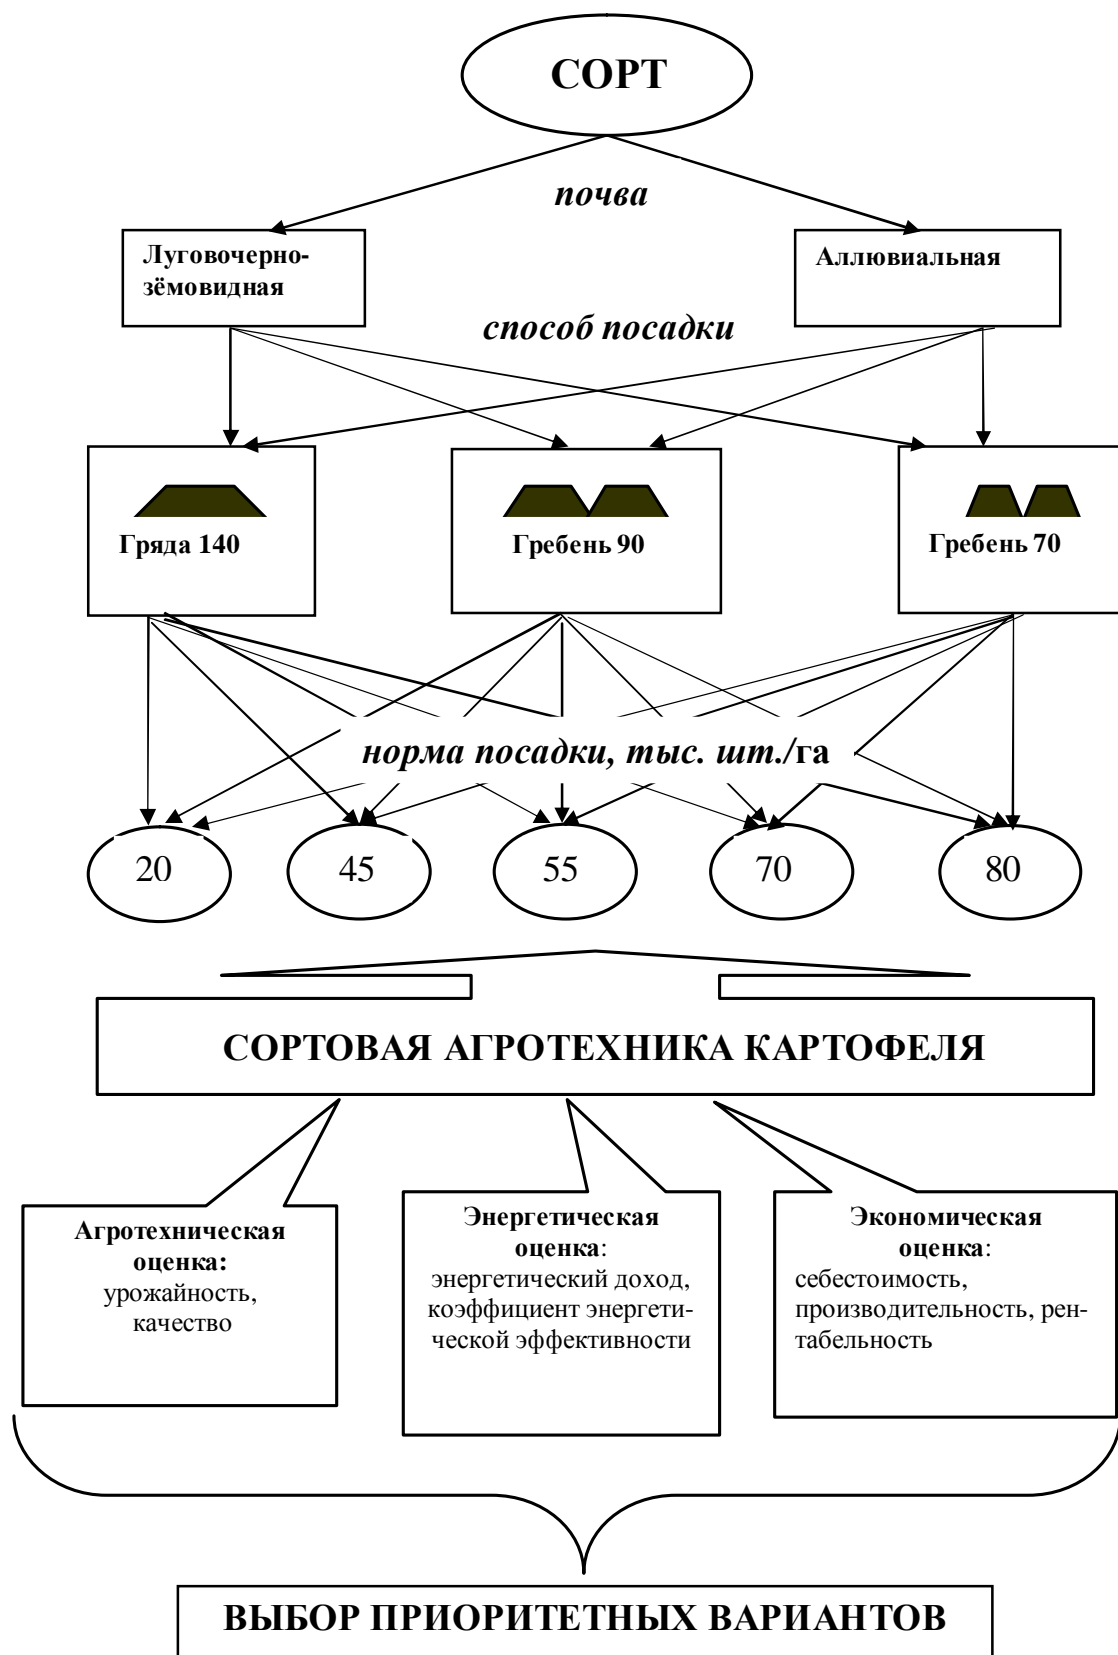 СОРТ
почва
Луговочерно-
зёмовидная
Аллювиальная
способ посадки
Гряда 140
Гребень 90
Гребень 70
норма посадки, тыс. шт./га
20
45
55
70
80
СОРТОВАЯ АГРОТЕХНИКА КАРТОФЕЛЯ
Агротехническая
оценка:
урожайность,
качество
Энергетическая
оценка:
энергетический доход,
коэффициент энергети-
ческой эффективности
Экономическая
оценка:
себестоимость,
производительность, рен-
табельность
ВЫБОР ПРИОРИТЕТНЫХ ВАРИАНТОВ